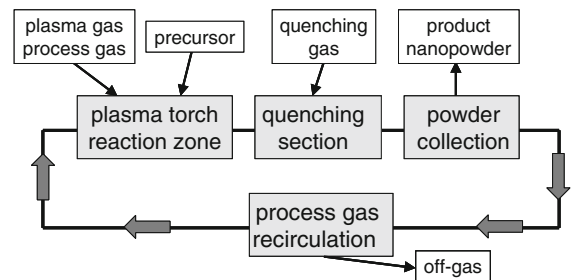 plasma gas
process gas
precursor
quenching
gas
product
nanopowder
plasma torch
reaction zone
quenching
section
powder
collection
process gas
recirculation
off-gas